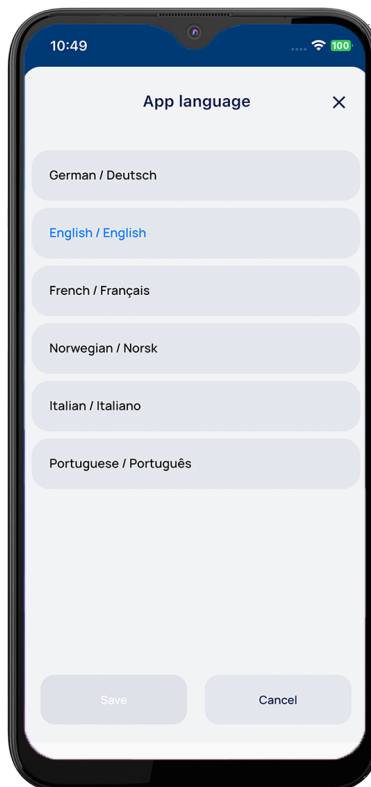 10:49
100
App language
German / Deutsch
English / English
French / Français
Norwegian / Norsk
Italian / Italiano
Portuguese / Português
Save
Cancel